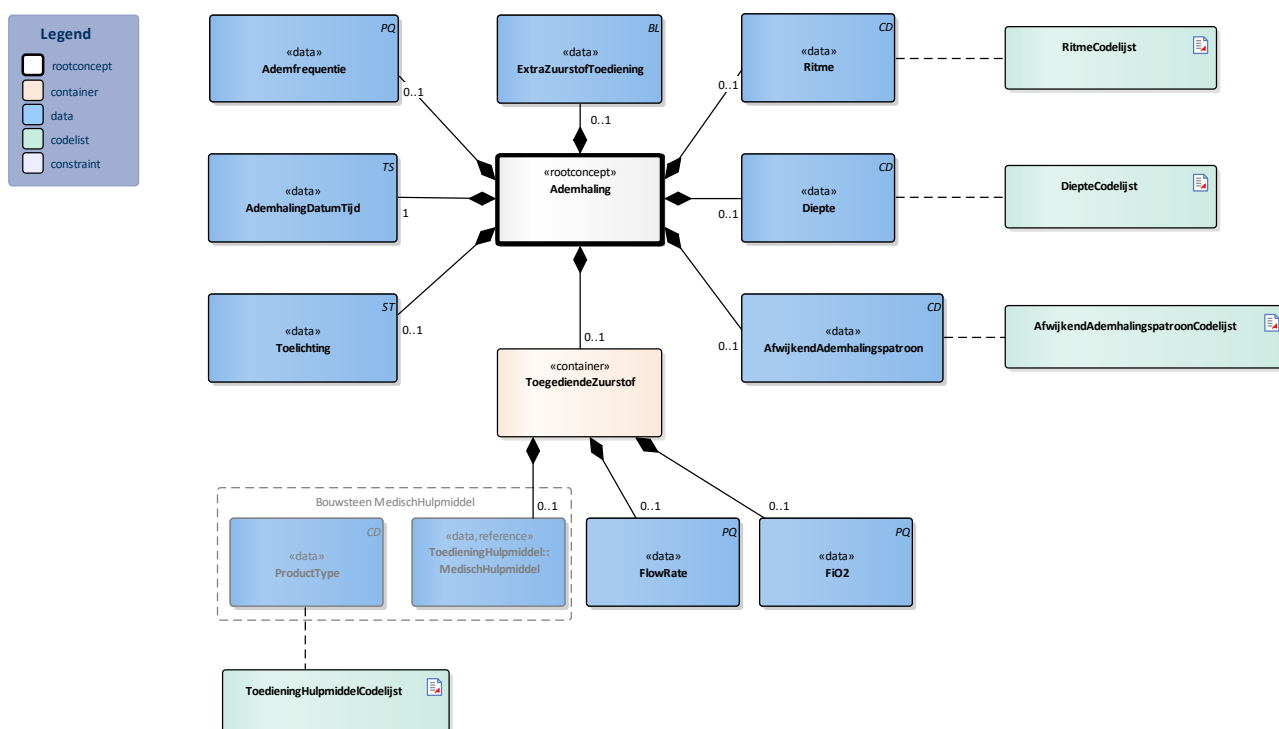 Legend
rootconcept
container
data
codelist
constraint
PQ
«data»
Ademfrequentie
0..1
BL
«data»
ExtraZuurstofToediening
0..1
CD
«data»
Ritme
0..1
RitmeCodelijst
TS
«data»
AdemhalingDatumTijd
1
«rootconcept»
Ademhaling
CD
«data»
Diepte
0..1
DiepteCodelijst
ST
«data»
Toelichting
0..1
CD
«data»
AfwijkendAdemhalingspatroon
0..1
AfwijkendAdemhalingspatroonCodelijst
0..1
«container»
ToegediendeZuurstof
0..1
0..1
0..1
Bouwsteen MedischHulpmiddel
CD
«data»
ProductType
«data,reference»
ToedieningHulpmiddel::
MedischHulpmiddel
PQ
«data»
FlowRate
PQ
«data»
FiO2
ToedieningHulpmiddelCodelijst